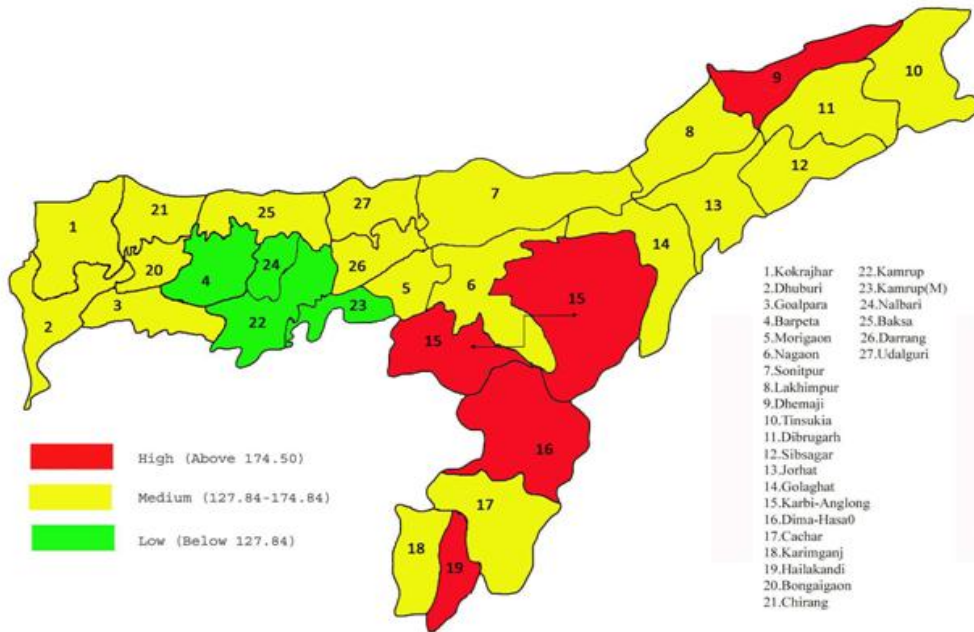 9
10
11
8
12
7
13
27
21
25
1
14
24
20
4
26
5
6
15
3
23
2
22
15
16
17
18
19
High (Above 174.50)
Medium (127.84-174.84)
Low (Below 127.84)
1.Kokrajhar
2.Dhuburi
3.Goalpara
4.Barpeta
5.Morigaon
6.Nagaon
7.Sonitpur
8.Lakhimpur
9.Dhemaji
10.Tinsukia
11.Dibrugarh
12.Sibsagar
13.Jorhat
14.Golaghat
15.Karbi-Anglong
16.Dima-Hasa0
17.Cachar
18.Karimganj
19.Hailakandi
20.Bongaigaon
21.Chirang
22.Kamrup
23.Kamrup(M)
24.Nalbari
25.Baksa
26.Darrang
27.Udalguri